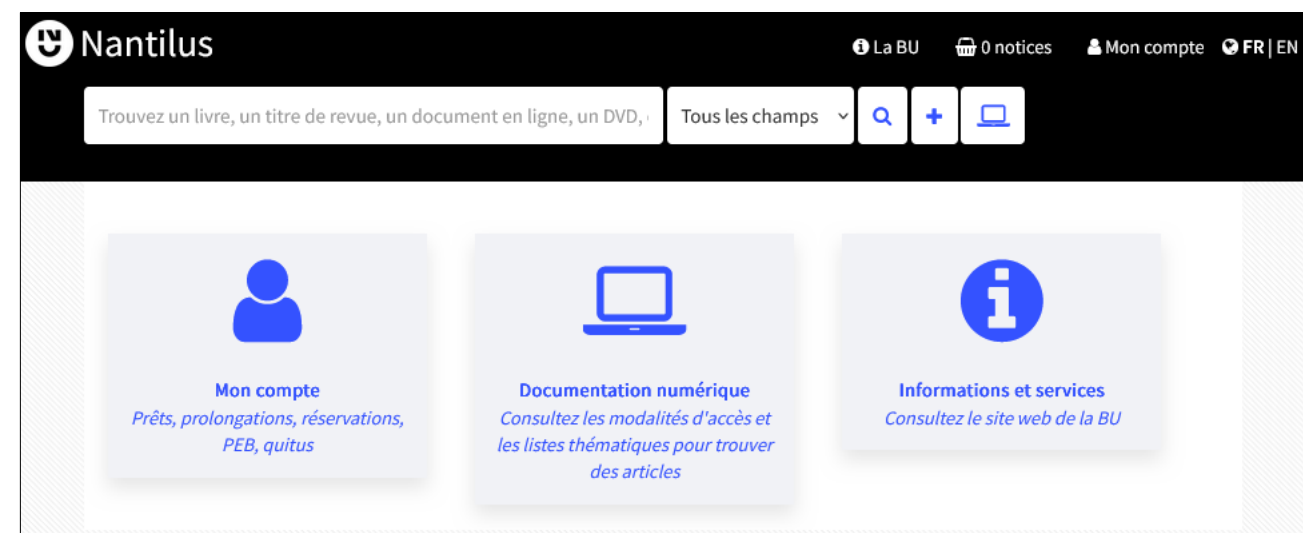 Nantilus
La BU
0 notices
Mon compte
FR | EN
Trouvez un livre, un titre de revue, un document en ligne, un DVD,
Tous les champs
Mon compte
Prêts, prolongations, réservations,
PEB, quitus
Documentation numérique
Consultez les modalités d'accès et
les listes thématiques pour trouver
des articles
Informations et services
Consultez le site web de la BU